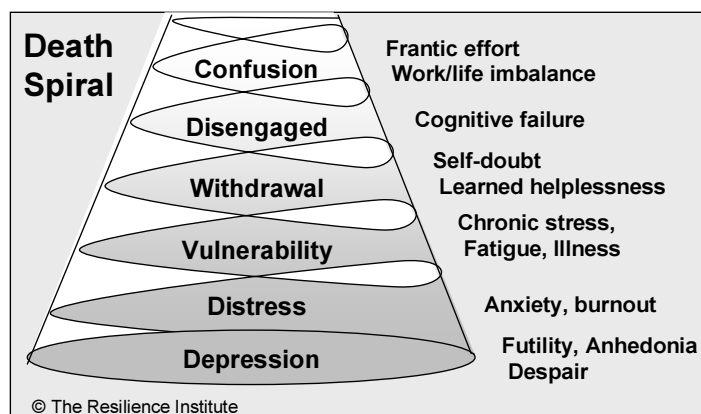 Death
Spiral
Frantic effort
Work/life imbalance
Confusion
Cognitive failure
Disengaged
Self-doubt
Learned helplessness
Withdrawal
Chronic stress,
Fatigue, Illness
Vulnerability
Distress
Anxiety, burnout
Depression
Futility, Anhedonia
Despair
© The Resilience Institute